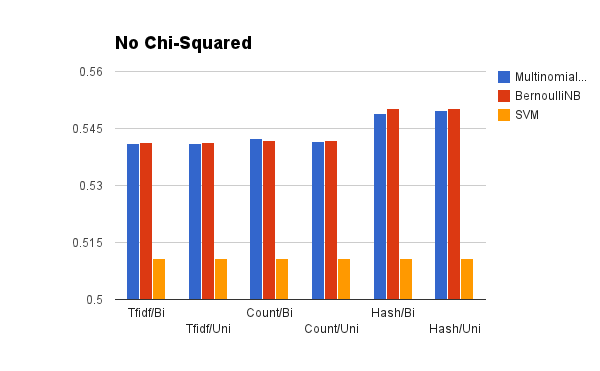 No Chi-Squared
0.56
0.545
0.53
0.515
0.5
Tfidf/Bi
Tfidf/Uni
Count/Bi
Count/Uni
Hash/Bi
Hash/Uni
Multinomial...
BernoulliNB
SVM